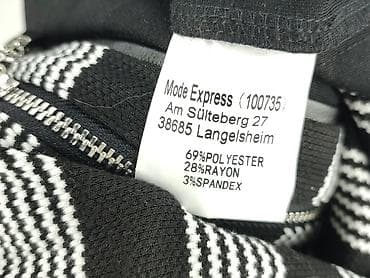 Mode Express (100735)
Am Sülteberg 27
38685 Langelsheim
69%POLYESTER
28%RAYON
3%SPANDEX